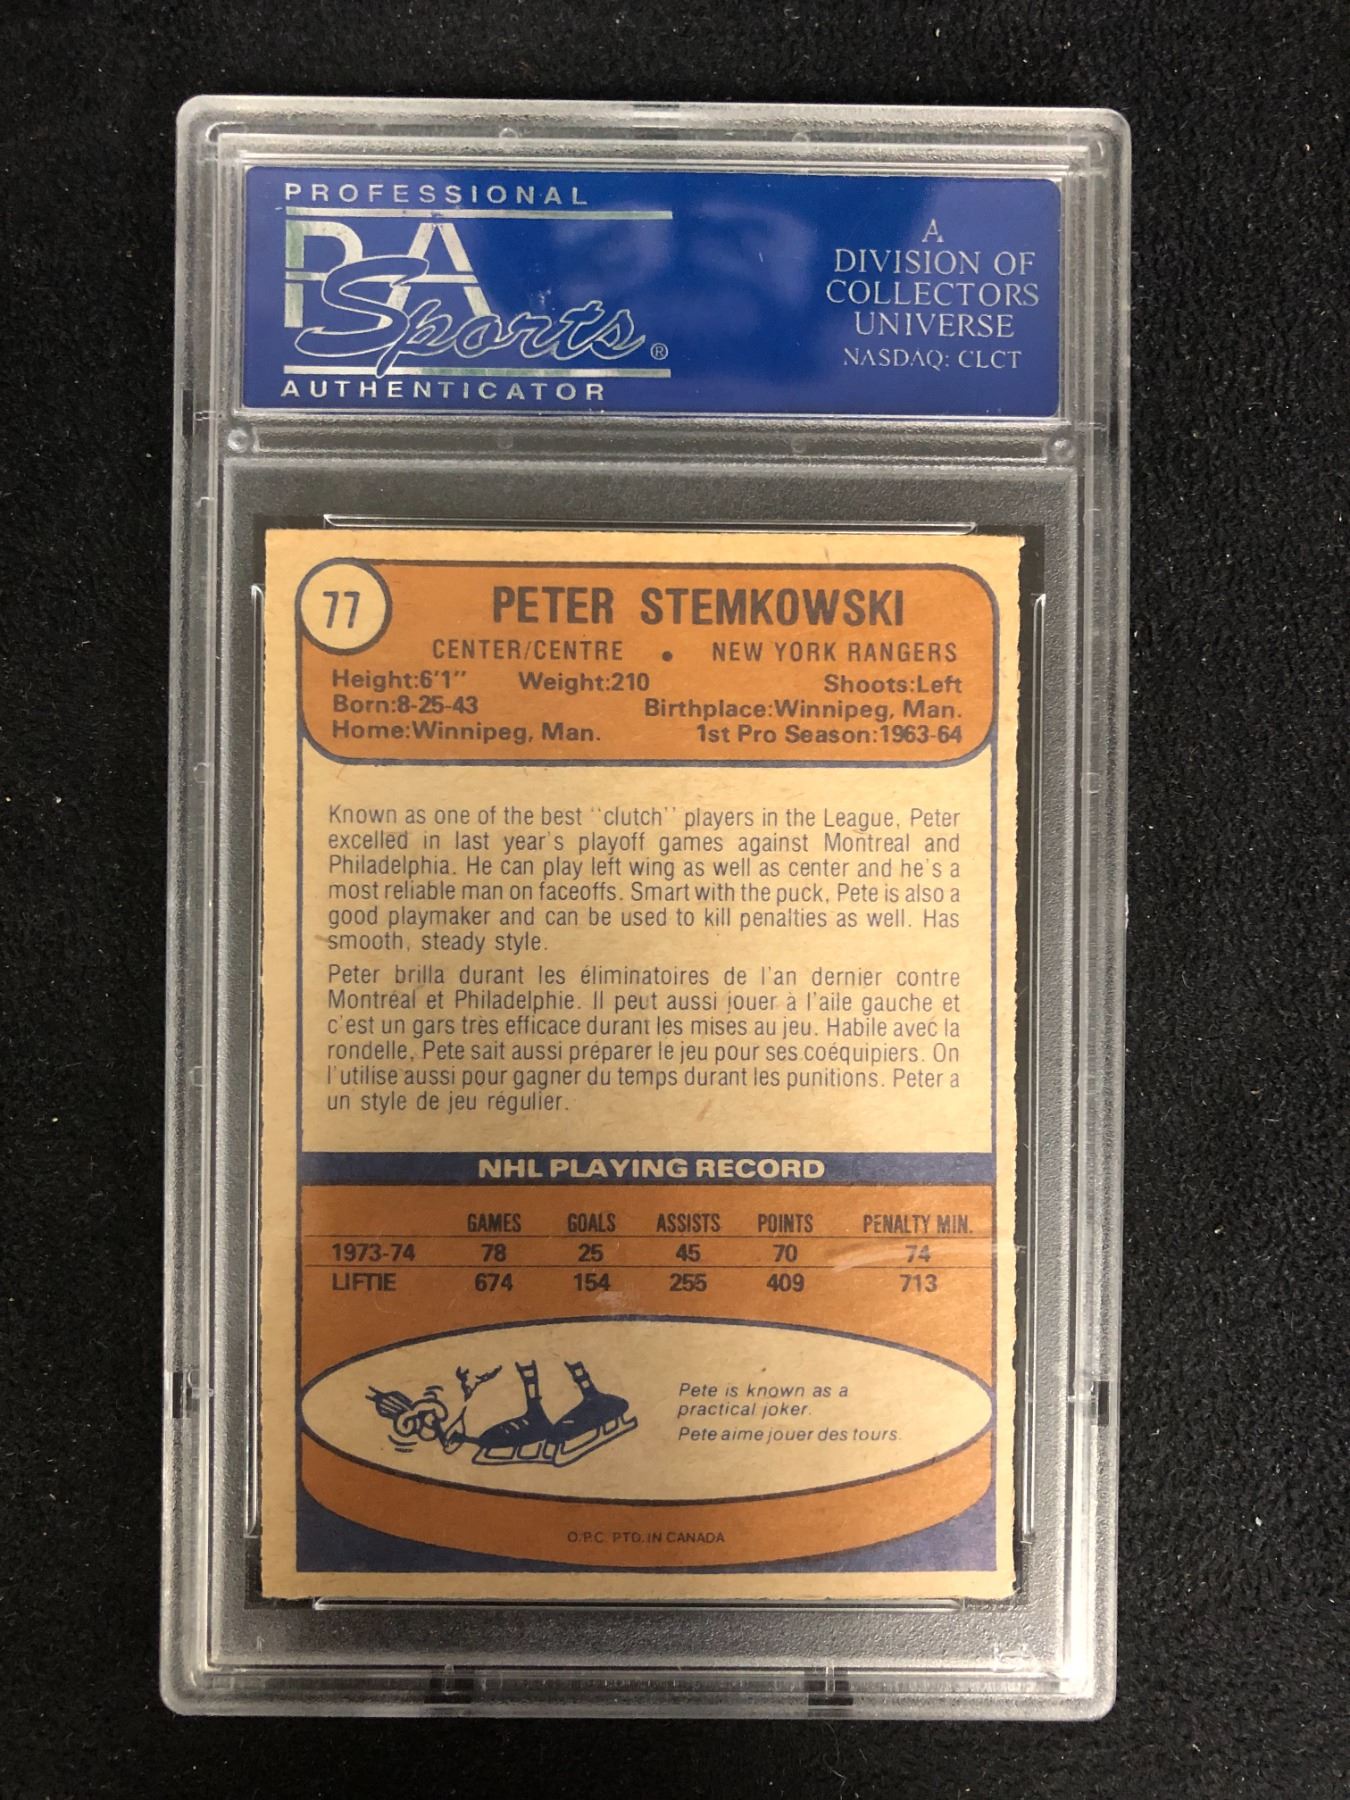 PROFESSIONAL
PSA
Sports®
AUTHENTICATOR
A
DIVISION OF
COLLECTORS
UNIVERSE
NASDAQ: CLCT
77
PETER STEMKOWSKI
CENTER/CENTRE • NEW YORK RANGERS
Height:6'1" Weight:210 Shoots:Left
Born:8-25-43 Birthplace:Winnipeg, Man.
Home:Winnipeg, Man. 1st Pro Season:1963-64
Known as one of the best "clutch" players in the League, Peter
excelled in last year's playoff games against Montreal and
Philadelphia. He can play left wing as well as center and he's a
most reliable man on faceoffs. Smart with the puck, Pete is also a
good playmaker and can be used to kill penalties as well. Has
smooth, steady style.
Peter brilla durant les éliminatoires de l'an dernier contre
Montréal et Philadelphie. Il peut aussi jouer à l'aile gauche et
c'est un gars très efficace durant les mises au jeu. Habile avec la
rondelle, Pete sait aussi préparer le jeu pour ses coéquipiers. On
l'utilise aussi pour gagner du temps durant les punitions. Peter a
un style de jeu régulier.
NHL PLAYING RECORD
GAMES GOALS ASSISTS POINTS PENALTY MIN.
1973-74 78 25 45 70 74
LIFTIE 674 154 255 409 713
Pete is known as a
practical joker.
Pete aime jouer des tours.
O.P.C. PTD. IN CANADA